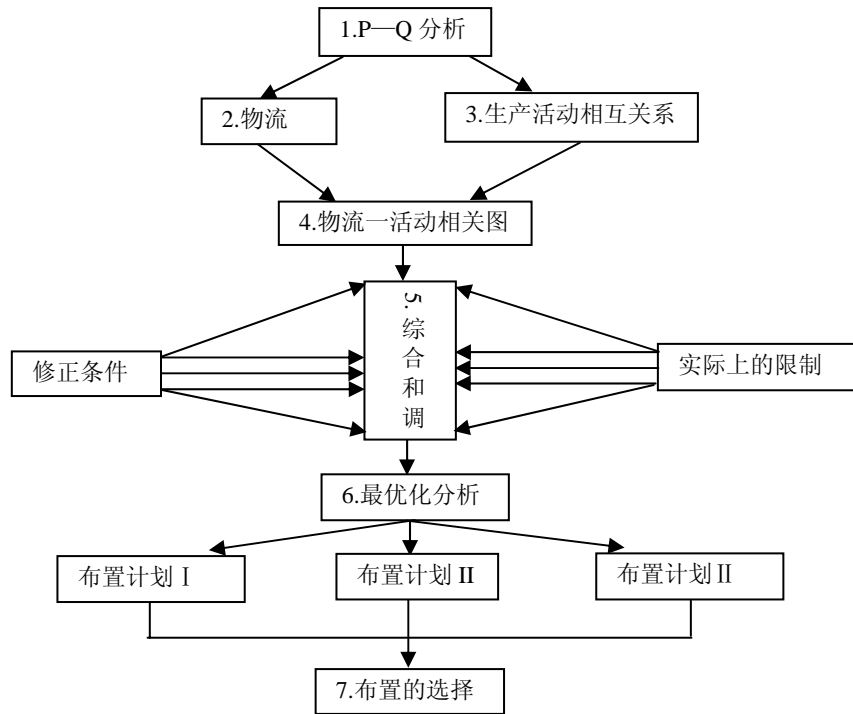 1.P—Q 分析
2.物流
3.生产活动相互关系
4.物流一活动相关图
5.综合和调
修正条件
实际上的限制
6.最优化分析
布置计划Ⅰ
布置计划 II
布置计划Ⅱ
7.布置的选择